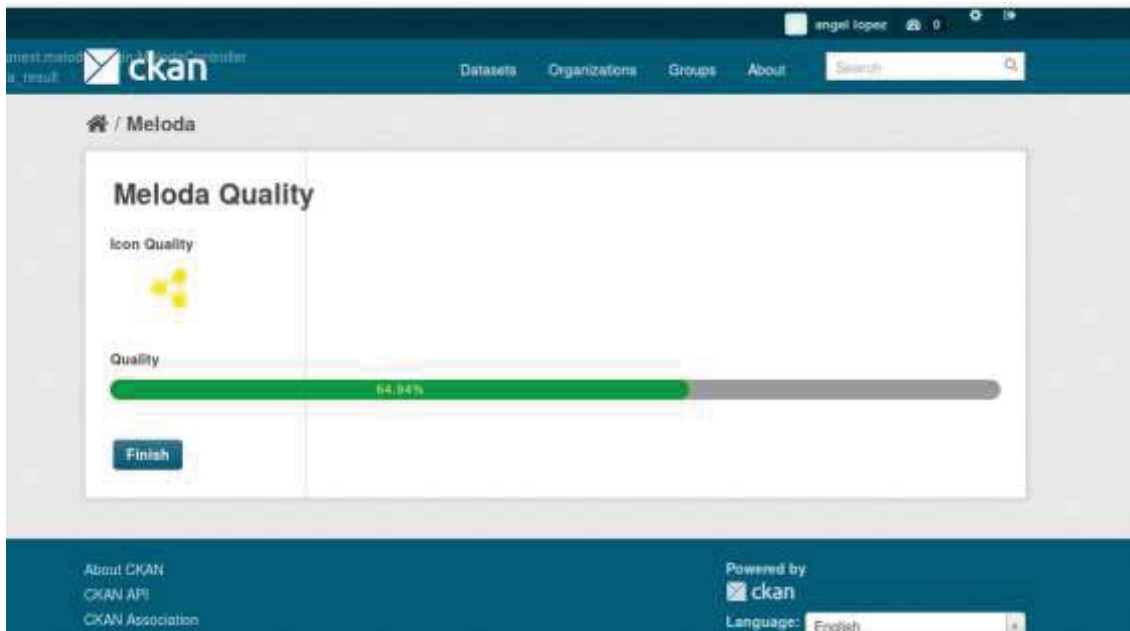 angel lopez 0
ckan Datasets Organizations Groups About Search
/ Meloda
Meloda Quality
Icon Quality
Quality
64.94%
Finish
About CKAN
CKAN API
CKAN Association
Powered by
ckan
Language: English